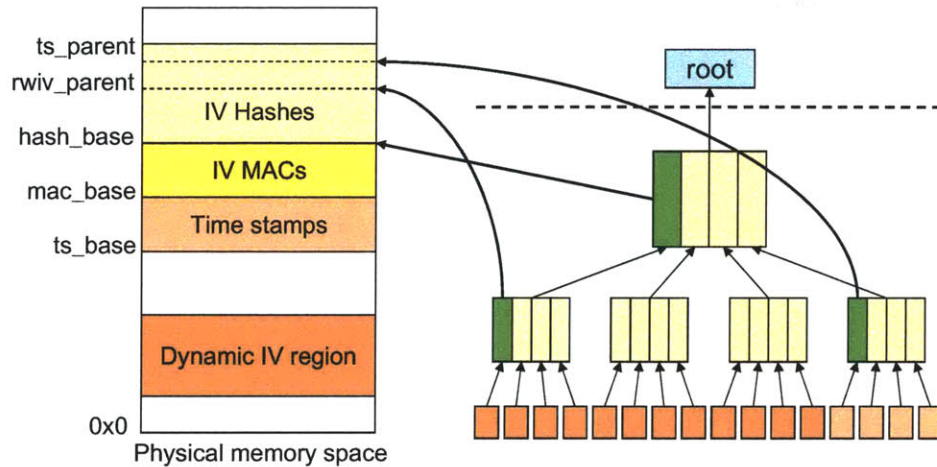 ts_parent
rwiv_parent
IV Hashes
hash_base
IV MACs
mac_base
Time stamps
ts_base
Dynamic IV region
0x0
Physical memory space
root